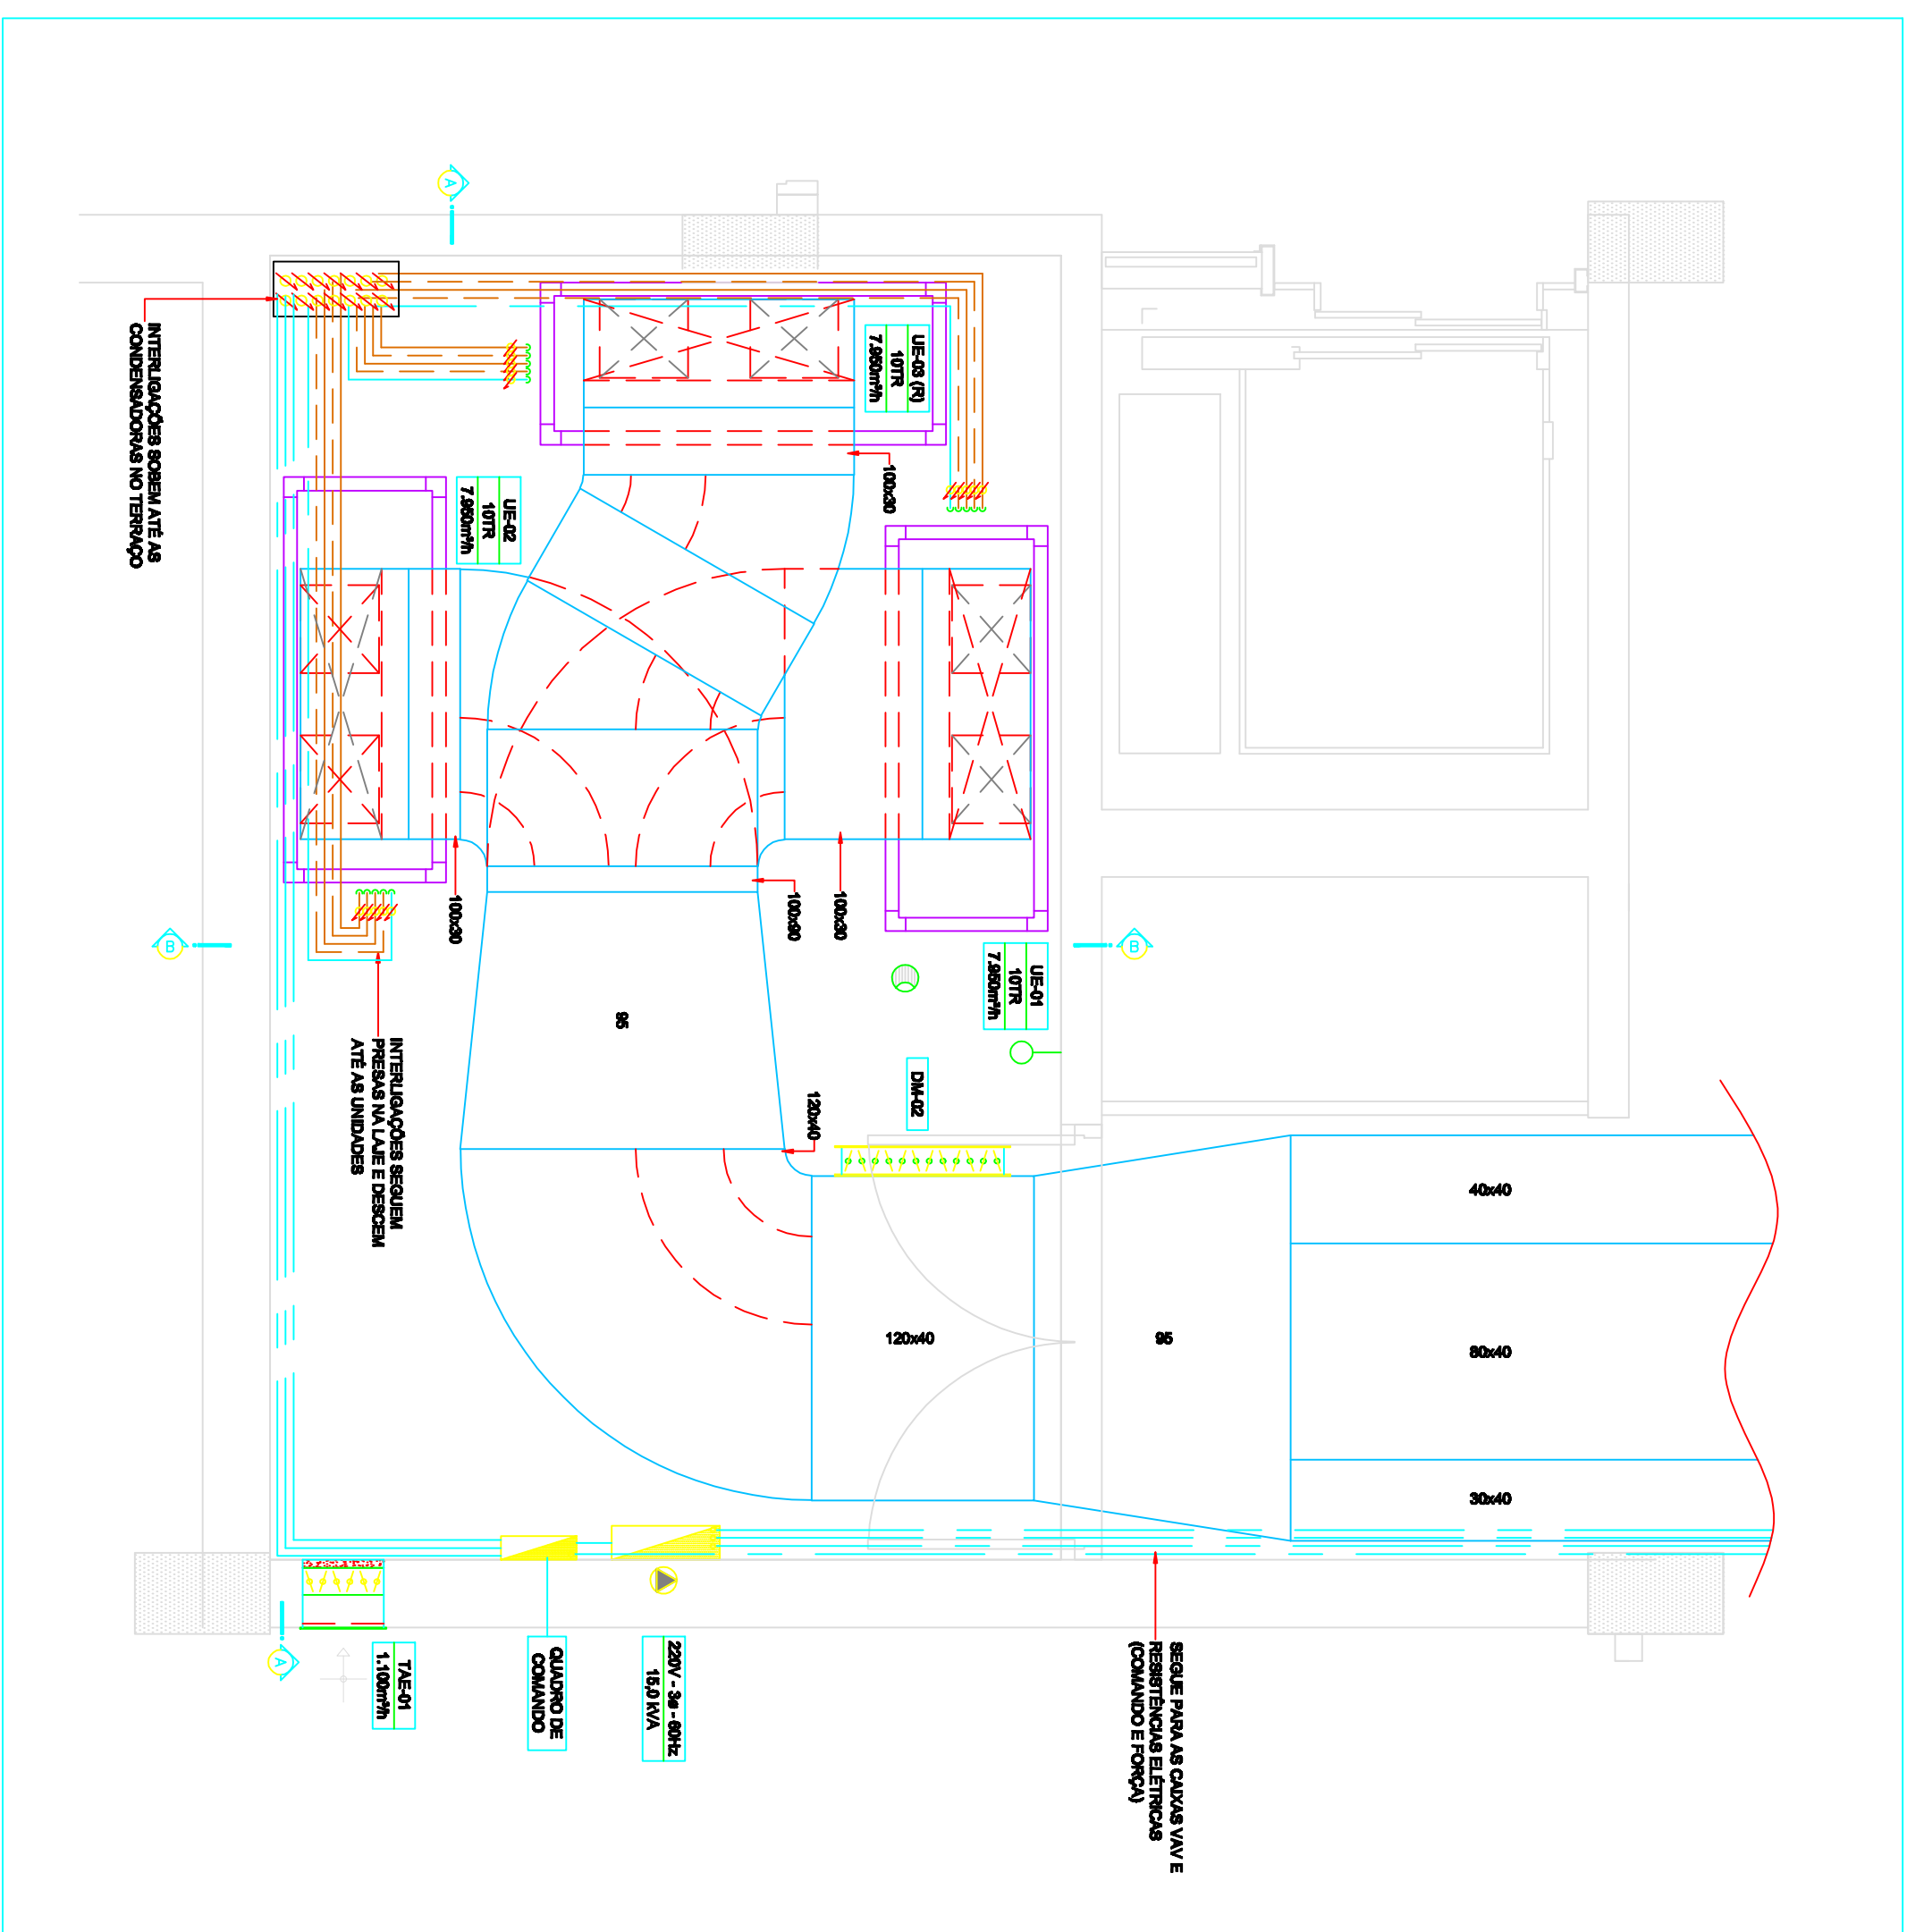 A
INTERLIGAÇÕES SOBEM ATÉ AS
CONDENSADORAS NO TERRAÇO
UE-03 (R)
10TR
7.950m³/h
100x30
UE-02
10TR
7.950m³/h
100x30
100x90
100x30
B
B
UE-01
10TR
7.950m³/h
95
INTERLIGAÇÕES SEGUEM
PRESAS NA LAJE E DESCEM
ATÉ AS UNIDADES
DM-02
120x40
40x40
120x40
95
80x40
30x40
SEGUE PARA AS CAIXAS VAV E
RESISTÊNCIAS ELÉTRICAS
(COMANDO E FORÇA)
220V - 3ø - 60Hz
15,0 kVA
QUADRO DE
COMANDO
TAE-01
1.100m³/h
A